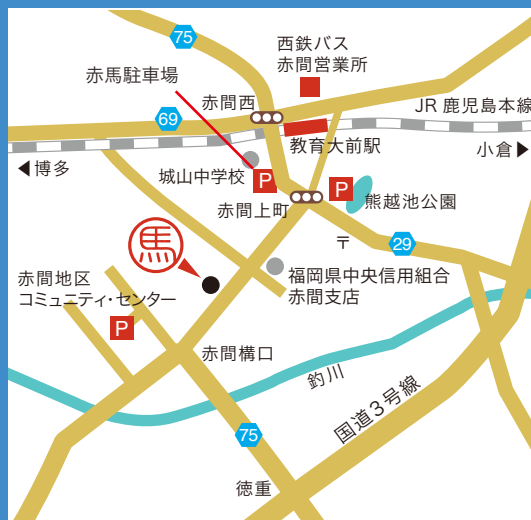 75
西鉄バス
赤間営業所
赤馬駐車場
赤間西
JR 鹿児島本線
69
教育大前駅
小倉▶
◀博多
城山中学校
P
P
熊越池公園
赤間上町
〒
29
馬
福岡県中央信用組合
赤間支店
赤間地区
コミュニティ・センター
P
赤間横口
釣川
国道3号線
75
徳重